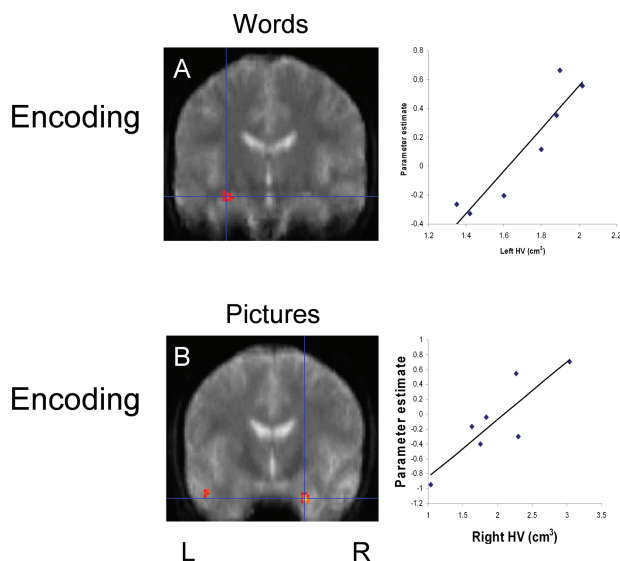 Words
A
Encoding
0.8
0.6
0.4
0.2
0
-0.2
-0.4
1.2 1.4 1.6 1.8 2 2.2
Parameter estimate
Left HV (cm³)
Pictures
B
Encoding
1
0.8
0.6
0.4
0.2
0
-0.2
-0.4
-0.6
-0.8
-1
-1.2
1 1.5 2 2.5 3 3.5
Parameter estimate
Right HV (cm³)
L R